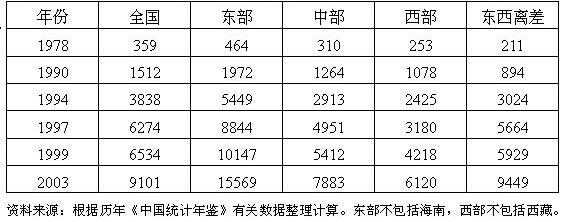 年份 全国 东部 中部 西部 东西离差
1978 359 464 310 253 211
1990 1512 1972 1264 1078 894
1994 3838 5449 2913 2425 3024
1997 6274 8844 4951 3180 5664
1999 6534 10147 5412 4218 5929
2003 9101 15569 7883 6120 9449
资料来源：根据历年《中国统计年鉴》有关数据整理计算。东部不包括海南，西部不包括西藏。